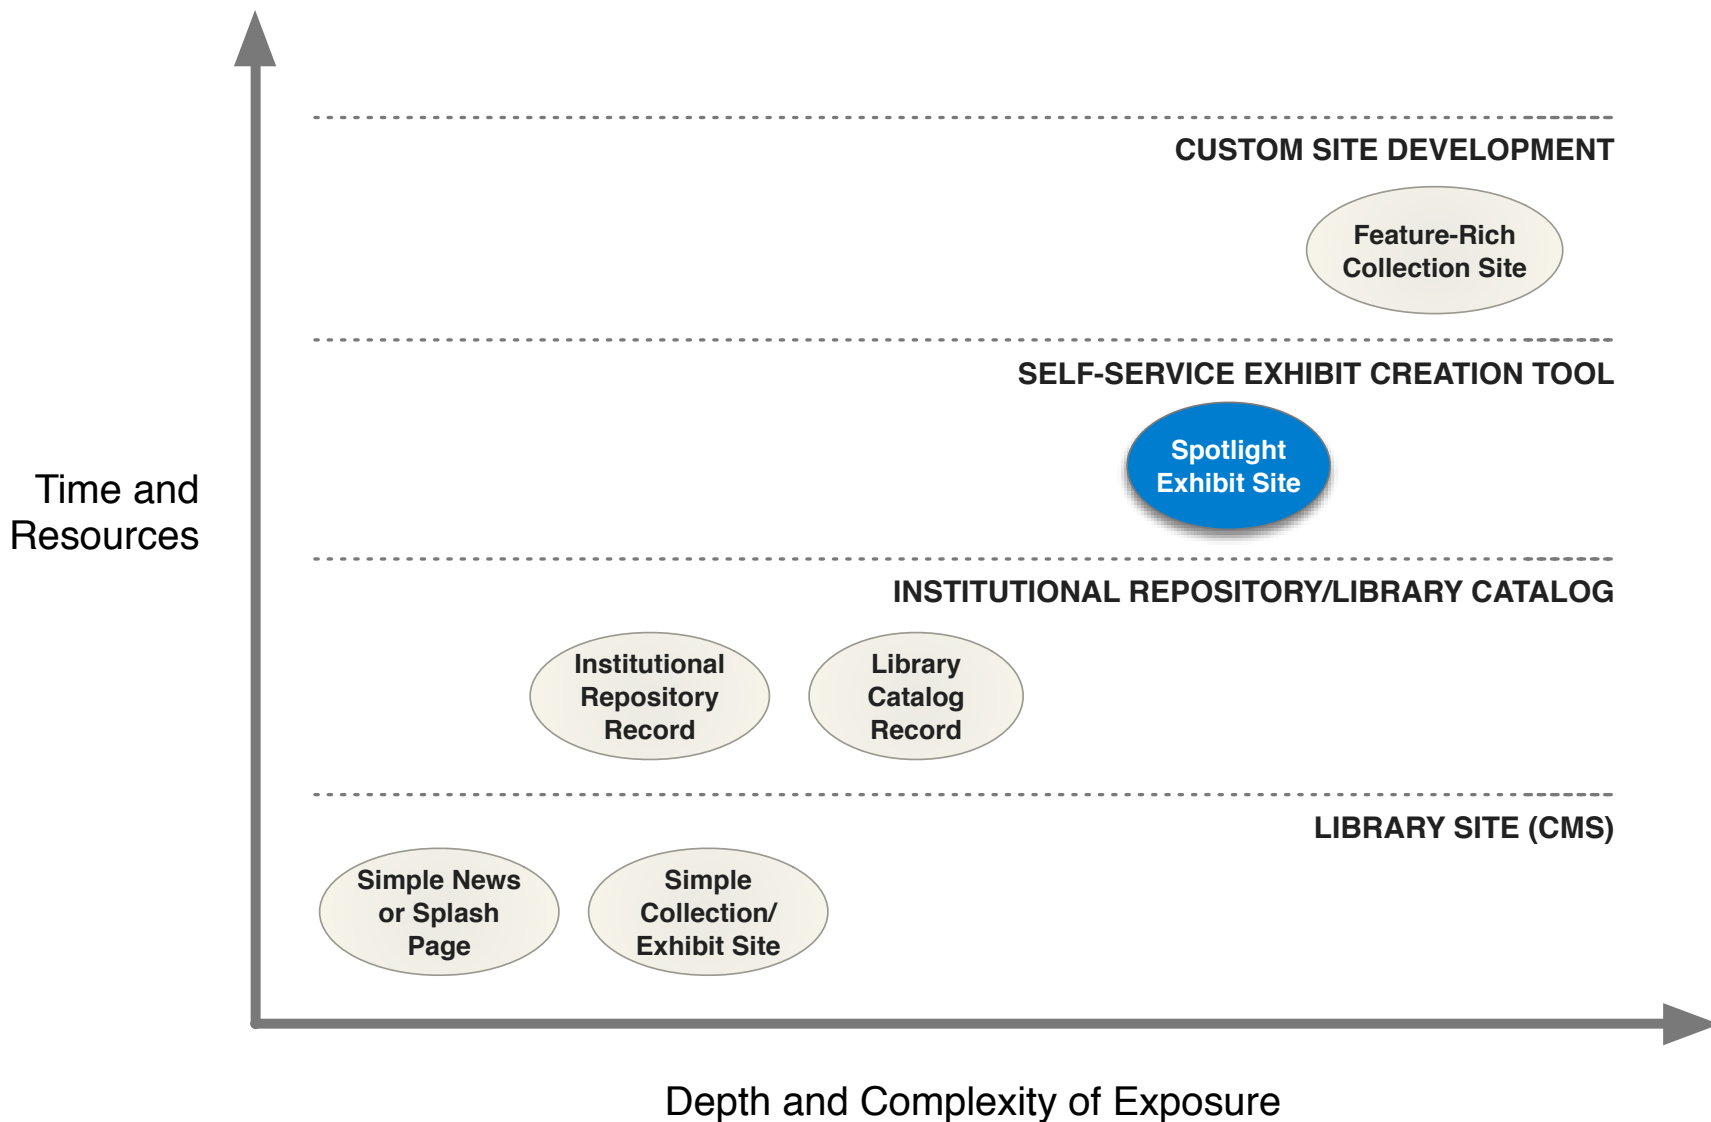 CUSTOM SITE DEVELOPMENT
Feature-Rich
Collection Site
SELF-SERVICE EXHIBIT CREATION TOOL
Spotlight
Exhibit Site
Time and
Resources
INSTITUTIONAL REPOSITORY/LIBRARY CATALOG
Institutional
Repository
Record
Library
Catalog
Record
LIBRARY SITE (CMS)
Simple News
or Splash
Page
Simple
Collection/
Exhibit Site
Depth and Complexity of Exposure